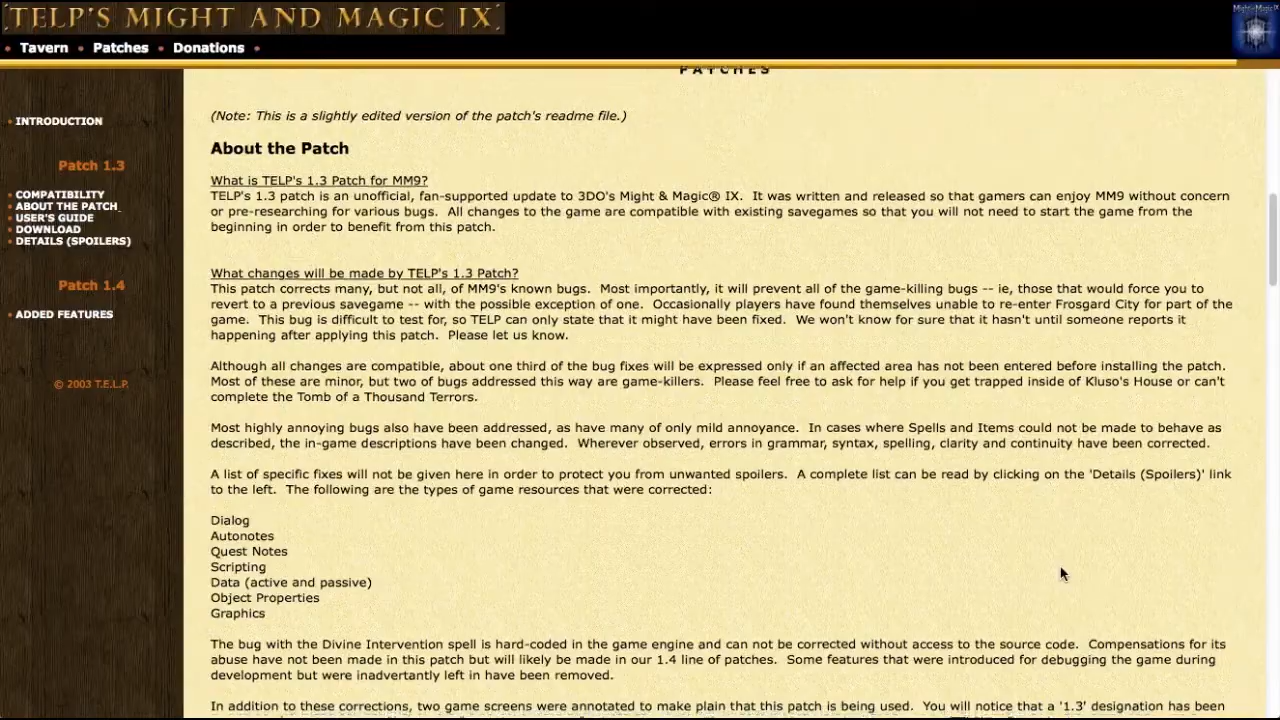 TELP'S MIGHT AND MAGIC IX
Might and Magic IX
• Tavern • Patches • Donations •
PATCHES
• INTRODUCTION
Patch 1.3
• COMPATIBILITY
• ABOUT THE PATCH
• USER'S GUIDE
• DOWNLOAD
• DETAILS (SPOILERS)
Patch 1.4
• ADDED FEATURES
© 2003 T.E.L.P.
(Note: This is a slightly edited version of the patch's readme file.)
About the Patch
What is TELP's 1.3 Patch for MM9?
TELP's 1.3 patch is an unofficial, fan-supported update to 3DO's Might & Magic® IX. It was written and released so that gamers can enjoy MM9 without concern
or pre-researching for various bugs. All changes to the game are compatible with existing savegames so that you will not need to start the game from the
beginning in order to benefit from this patch.
What changes will be made by TELP's 1.3 Patch?
This patch corrects many, but not all, of MM9's known bugs. Most importantly, it will prevent all of the game-killing bugs -- ie, those that would force you to
revert to a previous savegame -- with the possible exception of one. Occasionally players have found themselves unable to re-enter Frosgard City for part of the
game. This bug is difficult to test for, so TELP can only state that it might have been fixed. We won't know for sure that it hasn't until someone reports it
happening after applying this patch. Please let us know.
Although all changes are compatible, about one third of the bug fixes will be expressed only if an affected area has not been entered before installing the patch.
Most of these are minor, but two of bugs addressed this way are game-killers. Please feel free to ask for help if you get trapped inside of Kluso's House or can't
complete the Tomb of a Thousand Terrors.
Most highly annoying bugs also have been addressed, as have many of only mild annoyance. In cases where Spells and Items could not be made to behave as
described, the in-game descriptions have been changed. Wherever observed, errors in grammar, syntax, spelling, clarity and continuity have been corrected.
A list of specific fixes will not be given here in order to protect you from unwanted spoilers. A complete list can be read by clicking on the 'Details (Spoilers)' link
to the left. The following are the types of game resources that were corrected:
Dialog
Autonotes
Quest Notes
Scripting
Data (active and passive)
Object Properties
Graphics
The bug with the Divine Intervention spell is hard-coded in the game engine and can not be corrected without access to the source code. Compensations for its
abuse have not been made in this patch but will likely be made in our 1.4 line of patches. Some features that were introduced for debugging the game during
development but were inadvertently left in have been removed.
In addition to these corrections, two game screens were annotated to make plain that this patch is being used. You will notice that a '1.3' designation has been